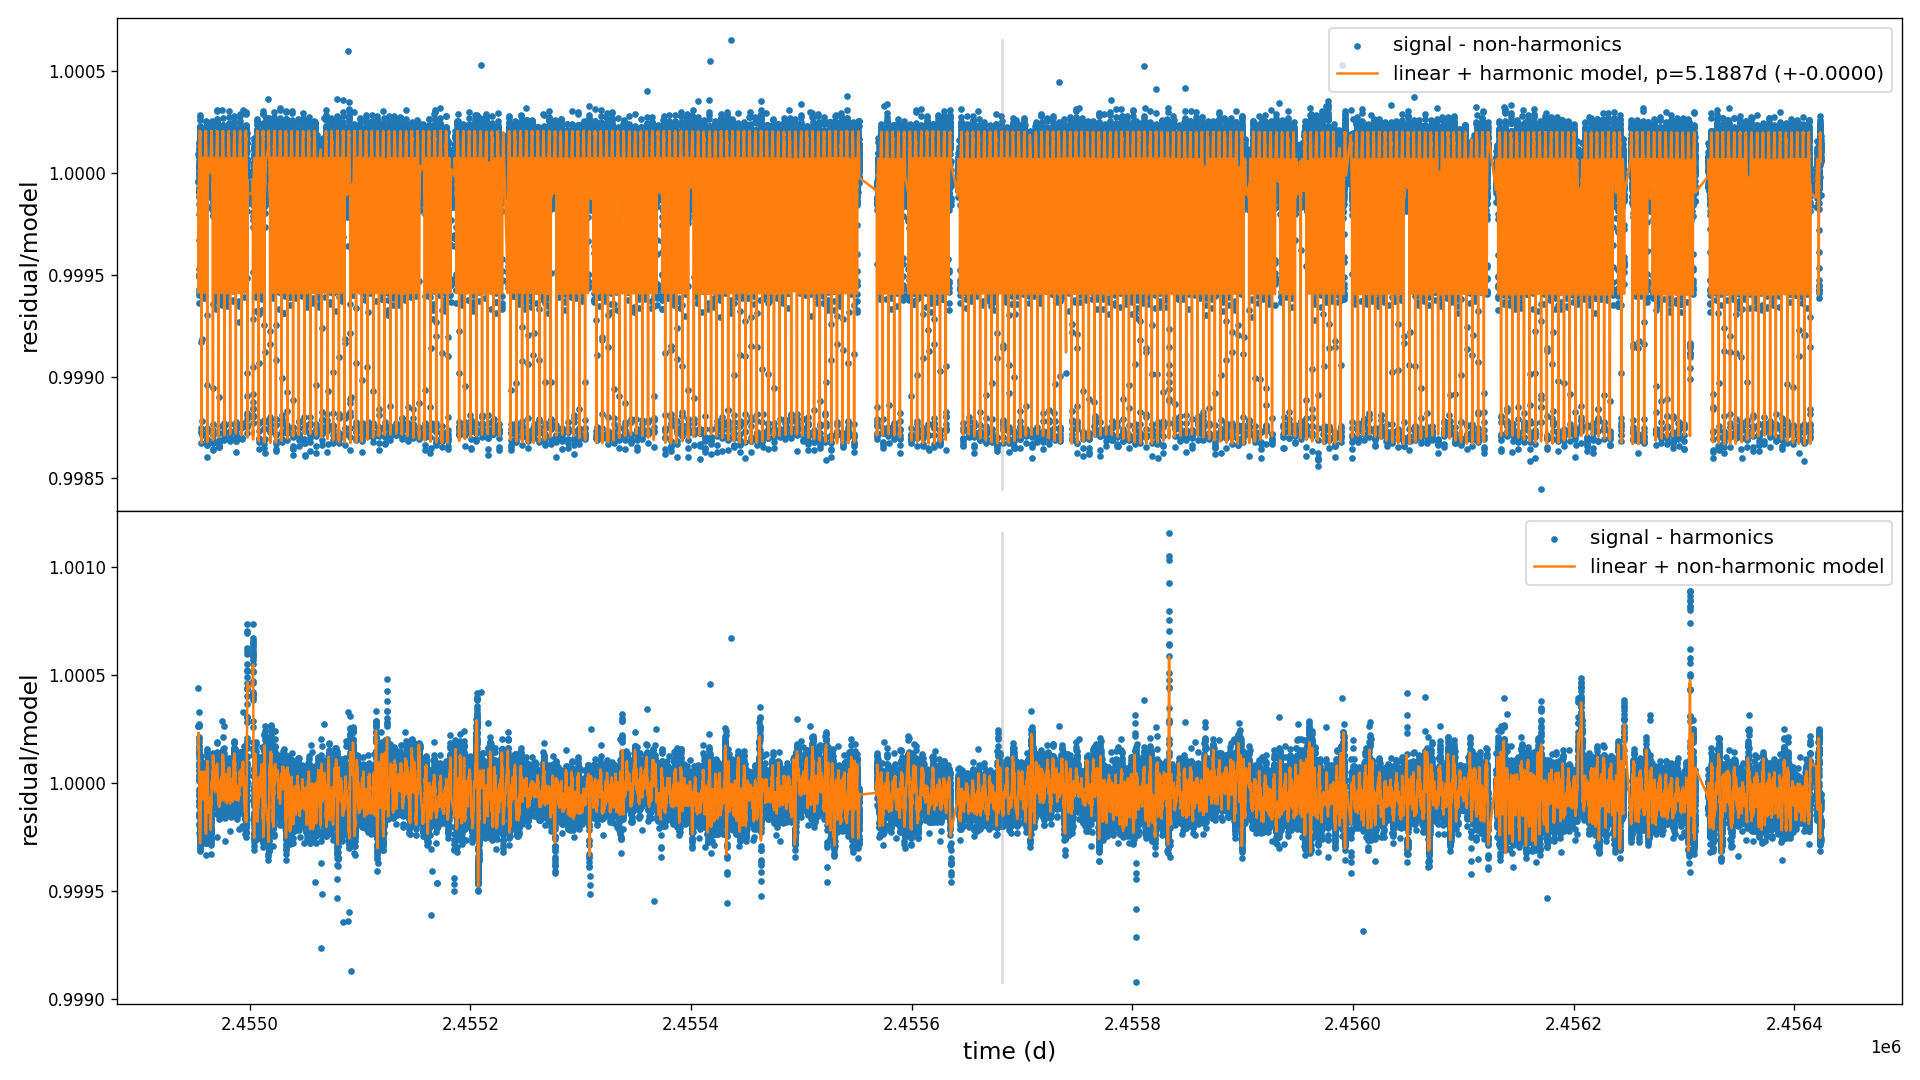 signal - non-harmonics
linear + harmonic model, p=5.1887d (+-0.0000)
1.0005
1.0000
0.9995
0.9990
0.9985
residual/model
signal - harmonics
linear + non-harmonic model
1.0010
1.0005
1.0000
0.9995
0.9990
residual/model
2.4550
2.4552
2.4554
2.4556
2.4558
2.4560
2.4562
2.4564
time (d)
1e6